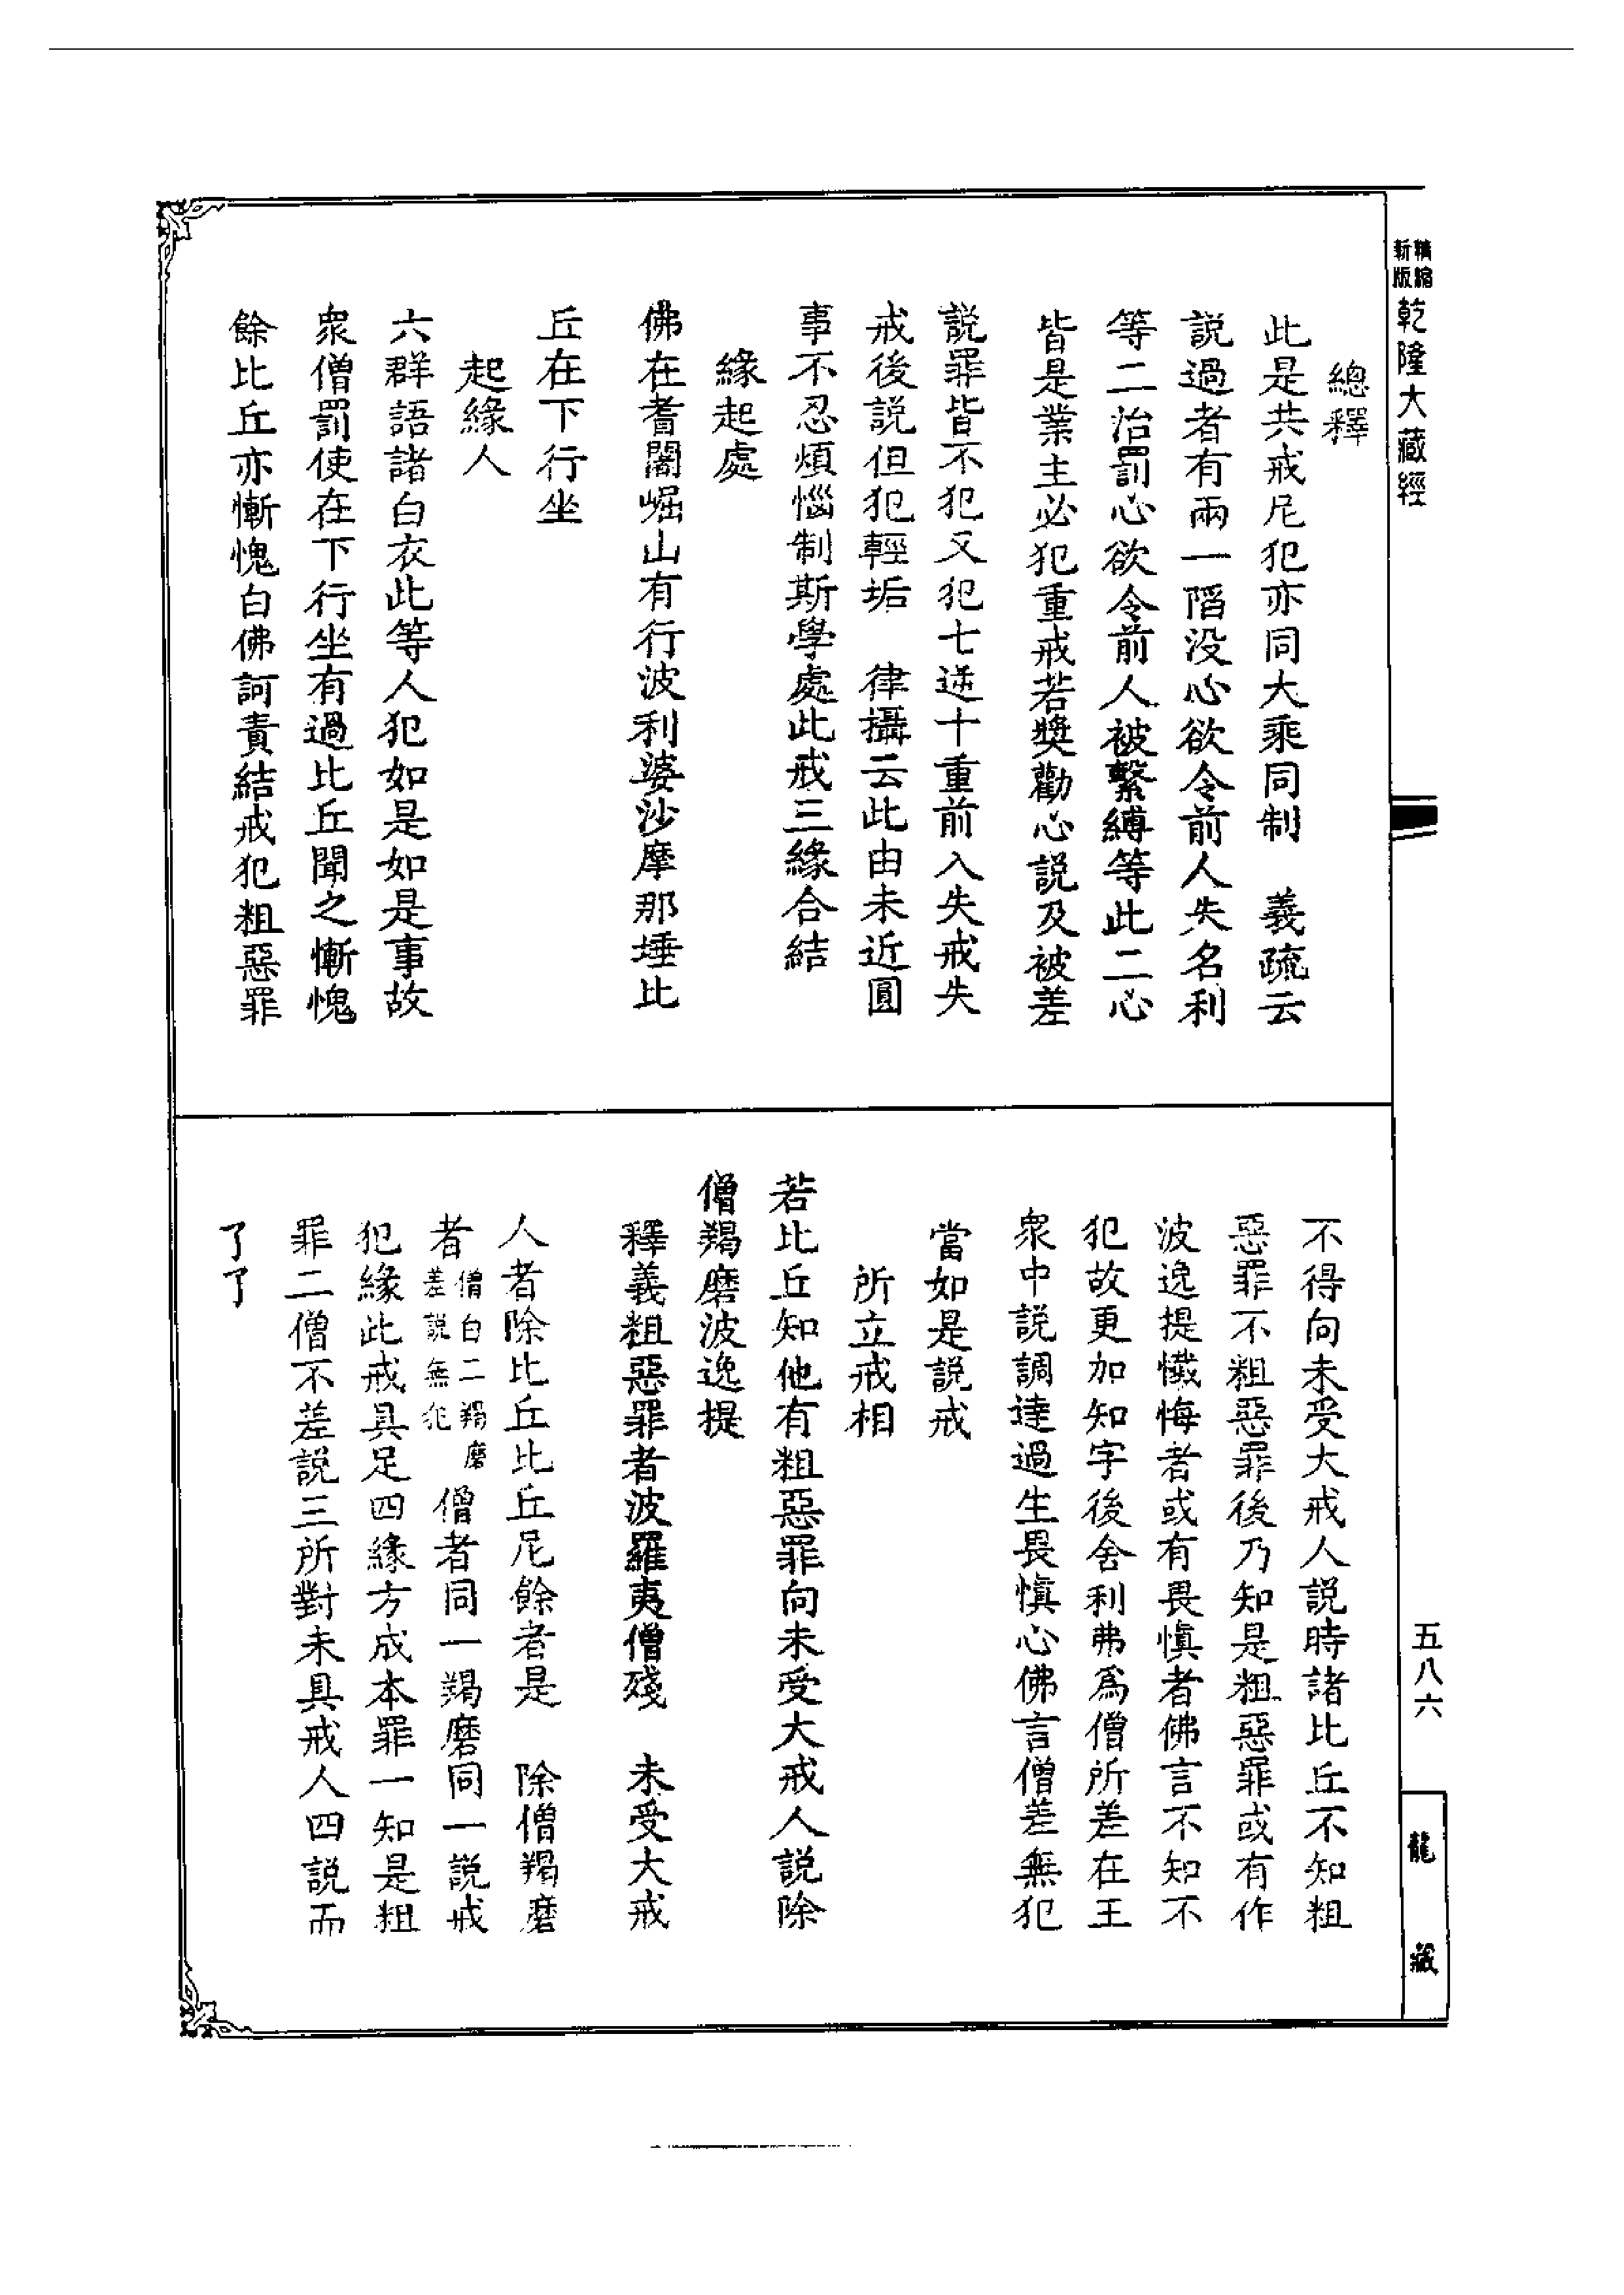 精縮
新版
乾隆大藏經
總釋
此是共戒尼犯亦同大乘同制　義疏云
說過者有兩一陷没心欲令前人失名利
等二治罰心欲令前人被繫縛等此二心
皆是業主必犯重戒若獎勸心說及被差
說罪皆不犯又犯七逆十重前入失戒失
戒後說但犯輕垢　律攝云此由未近圓
事不忍煩惱制斯學處此戒三緣合結
緣起處
佛在耆闍崛山有行波利婆沙摩那埵比
丘在下行坐
起緣人
六群語諸白衣此等人犯如是如是事故
衆僧罰使在下行坐有過比丘聞之慚愧
餘比丘亦慚愧白佛訶責結戒犯粗惡罪
五八六
龍藏
不得向未受大戒人說時諸比丘不知粗
惡罪不粗惡罪後乃知是粗惡罪或有作
波逸提懺悔者或有畏慎者佛言不知不
犯故更加知字後舍利弗爲僧所差在王
衆中說調達過生畏慎心佛言僧差無犯
當如是說戒
所立戒相
若比丘知他有粗惡罪向未受大戒人說除
僧羯磨波逸提
釋義粗惡罪者波羅夷僧殘　未受大戒
人者除比丘比丘尼餘者是　除僧羯磨
者僧白二羯磨差說無犯　僧者同一羯磨同一說戒
犯緣此戒具足四緣方成本罪一知是粗
罪二僧不差說三所對未具戒人四說而
了了